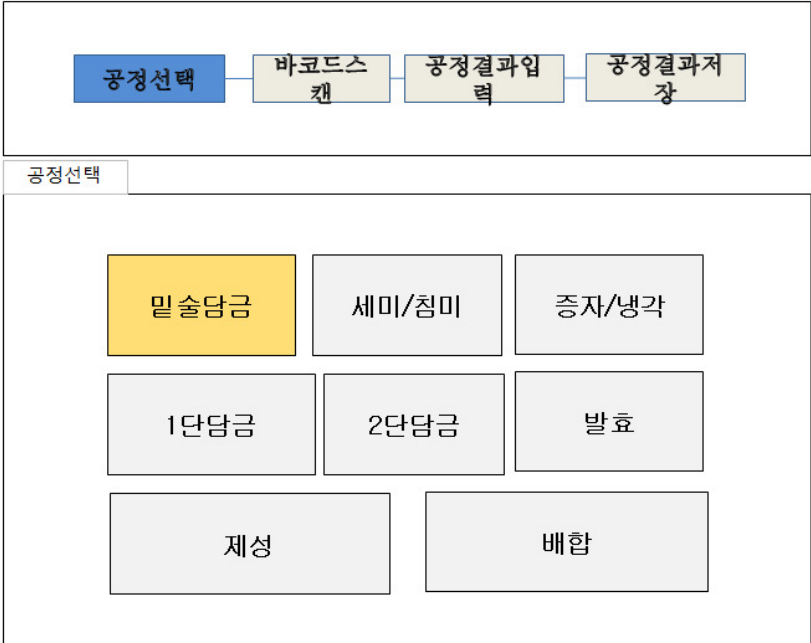 공정선택
바코드스
캔
공정결과입
력
공정결과저
장
공정선택
밑술담금
세미/침미
증자/냉각
1단담금
2단담금
발효
제성
배합